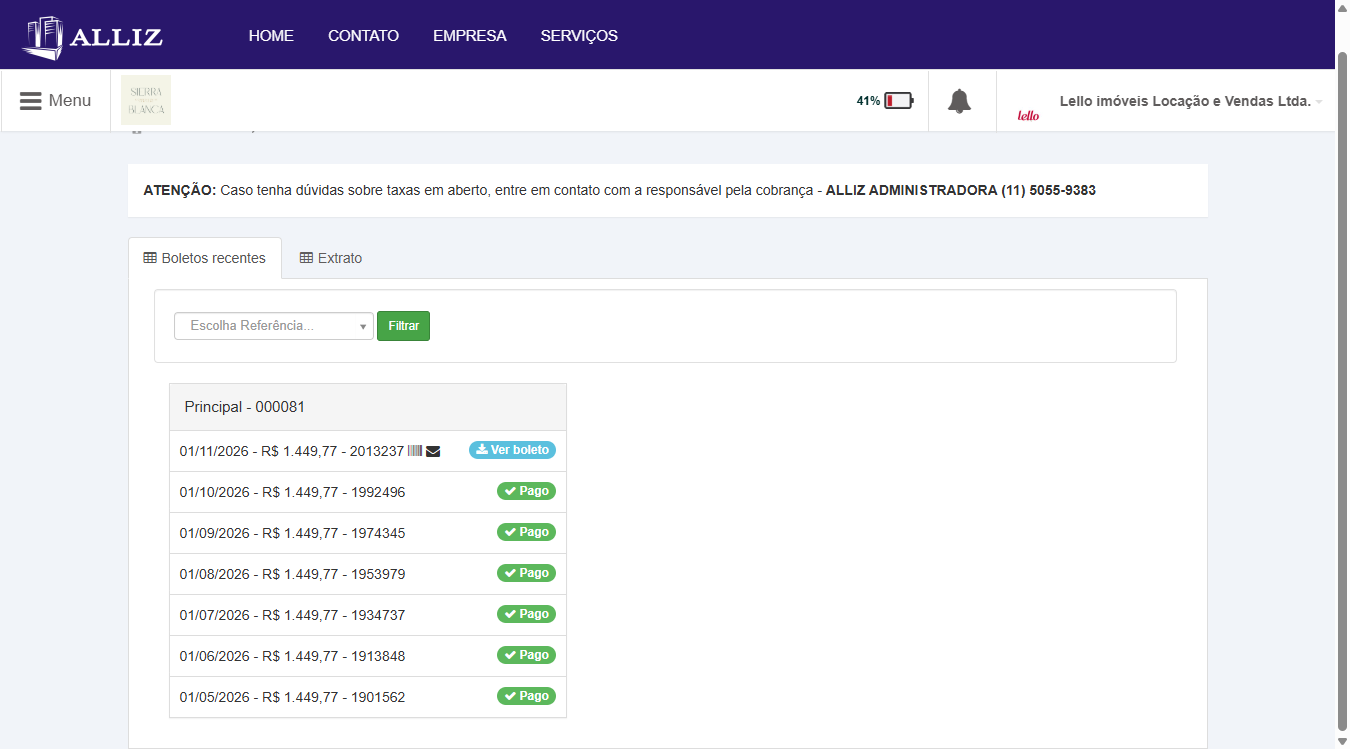 ALLIZ HOME CONTATO EMPRESA SERVIÇOS
Menu SIERRA BLANCA 41% lello Lello imóveis Locação e Vendas Ltda.
ATENÇÃO: Caso tenha dúvidas sobre taxas em aberto, entre em contato com a responsável pela cobrança - ALLIZ ADMINISTRADORA (11) 5055-9383
Boletos recentes Extrato
Escolha Referência... Filtrar
Principal - 000081
01/11/2026 - R$ 1.449,77 - 2013237 Ver boleto
01/10/2026 - R$ 1.449,77 - 1992496 Pago
01/09/2026 - R$ 1.449,77 - 1974345 Pago
01/08/2026 - R$ 1.449,77 - 1953979 Pago
01/07/2026 - R$ 1.449,77 - 1934737 Pago
01/06/2026 - R$ 1.449,77 - 1913848 Pago
01/05/2026 - R$ 1.449,77 - 1901562 Pago